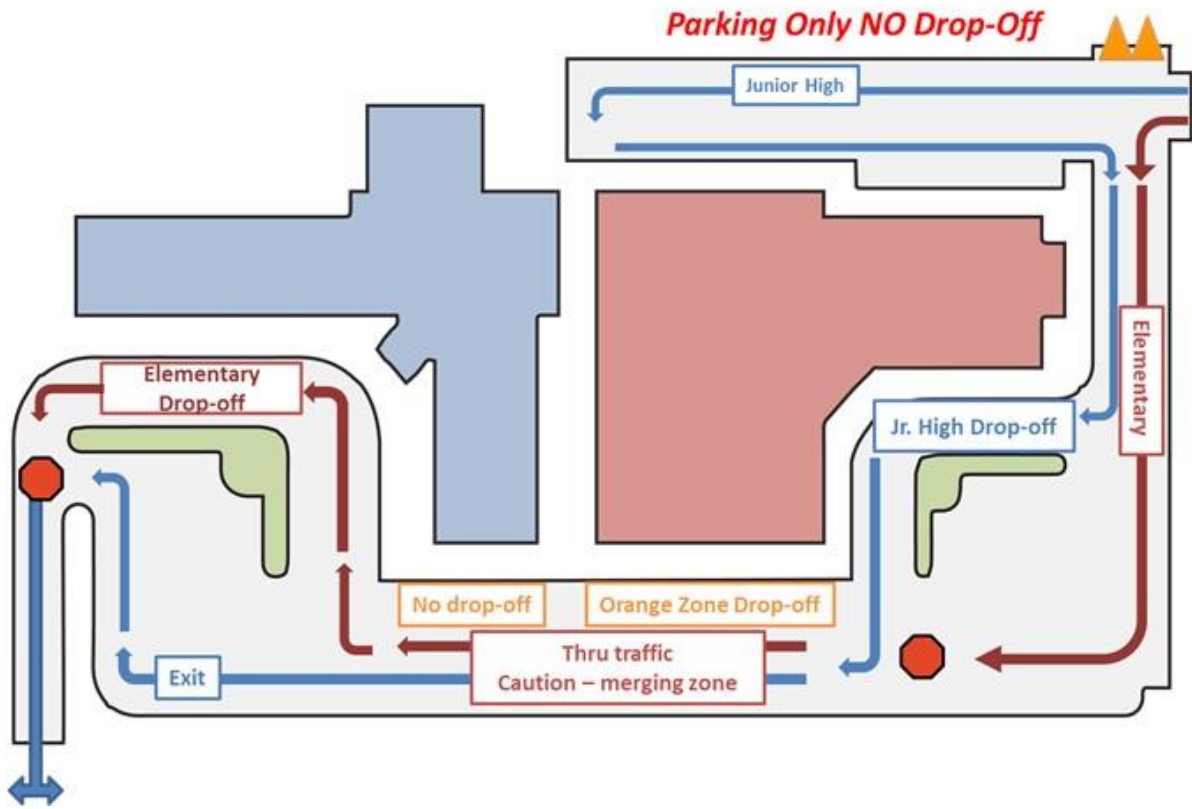 Parking Only NO Drop-Off
Junior High
Elementary
Elementary
Drop-off
Jr. High Drop-off
No drop-off
Orange Zone Drop-off
Thru traffic
Caution – merging zone
Exit